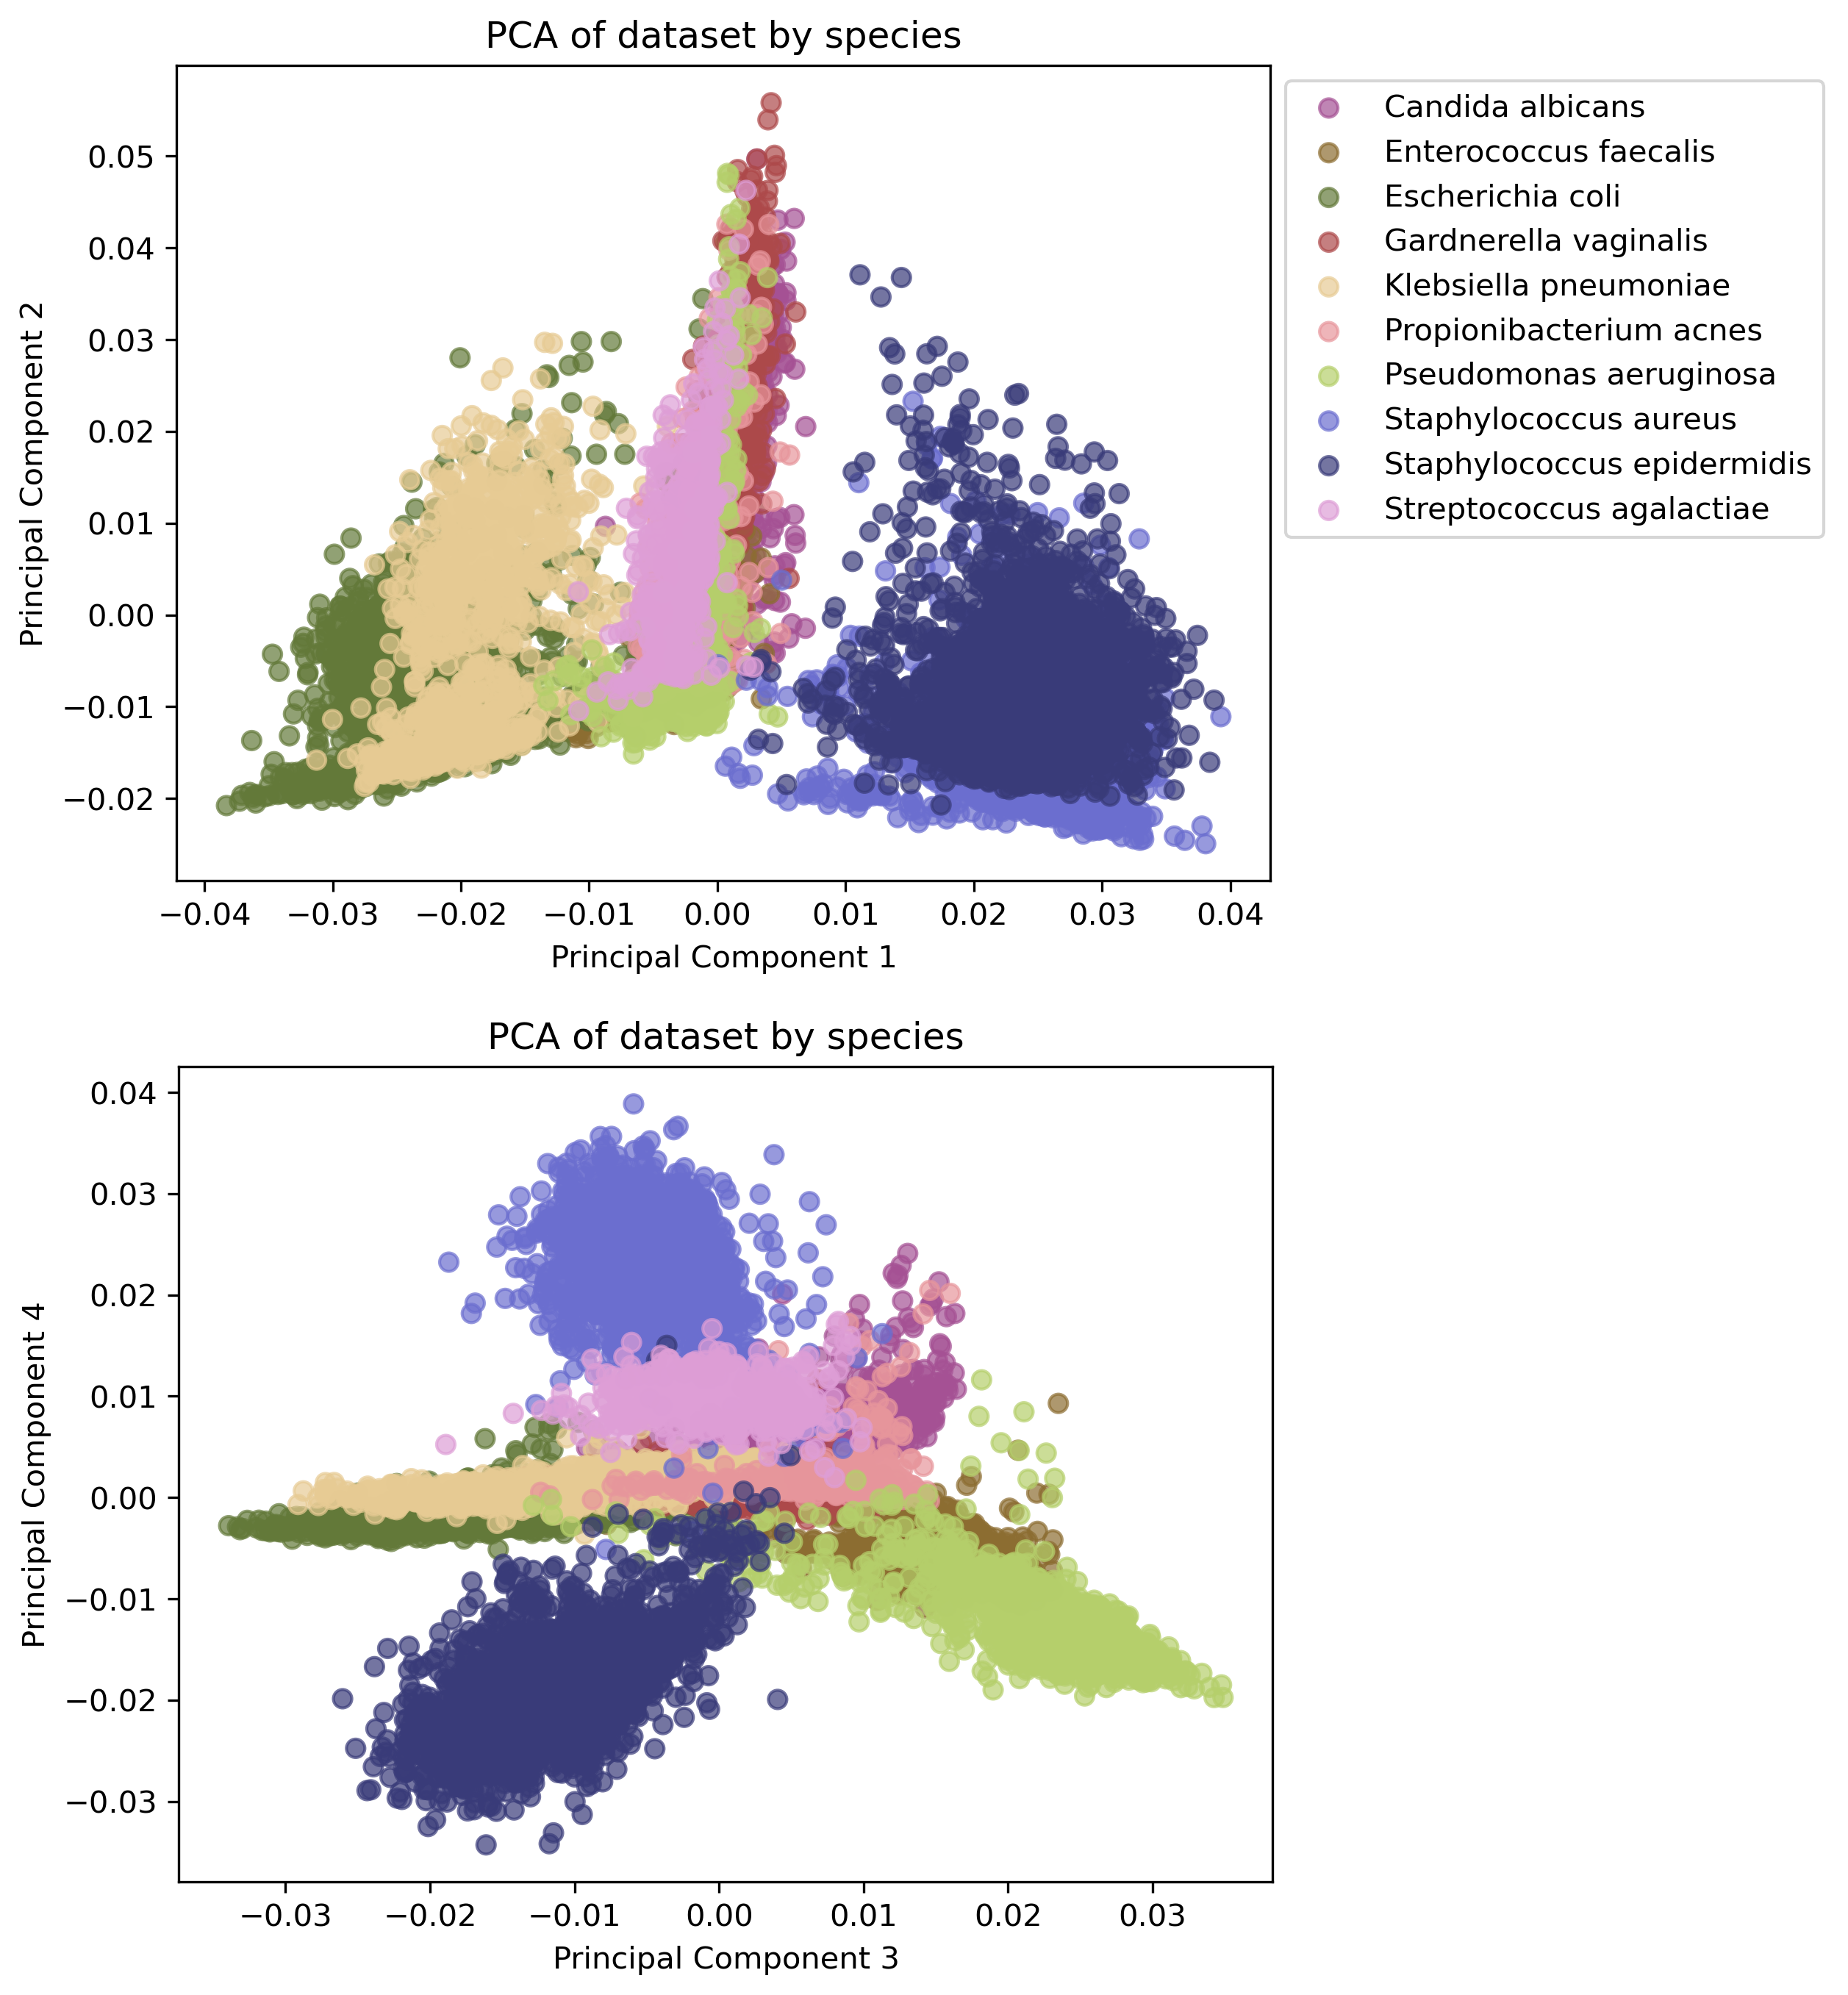 PCA of dataset by species
0.05
0.04
0.03
0.02
0.01
0.00
−0.01
−0.02
Principal Component 2
−0.04 −0.03 −0.02 −0.01 0.00 0.01 0.02 0.03 0.04
Principal Component 1
Candida albicans
Enterococcus faecalis
Escherichia coli
Gardnerella vaginalis
Klebsiella pneumoniae
Propionibacterium acnes
Pseudomonas aeruginosa
Staphylococcus aureus
Staphylococcus epidermidis
Streptococcus agalactiae
PCA of dataset by species
0.04
0.03
0.02
0.01
0.00
−0.01
−0.02
−0.03
Principal Component 4
−0.03 −0.02 −0.01 0.00 0.01 0.02 0.03
Principal Component 3